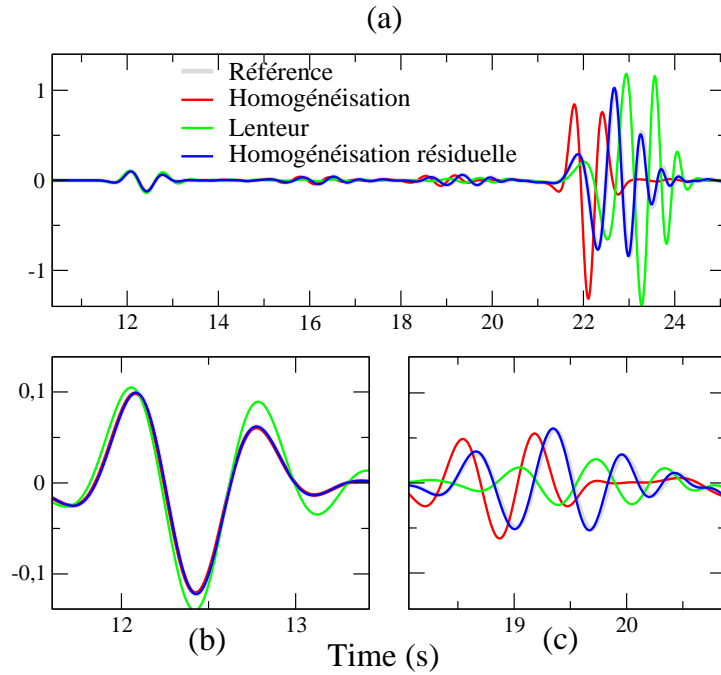 (a)
Référence
Homogénéisation
Lenteur
Homogénéisation résiduelle
1
0
-1
12 14 16 18 20 22 24
0,1
0
-0,1
12 13
19 20
(b) (c)
Time (s)